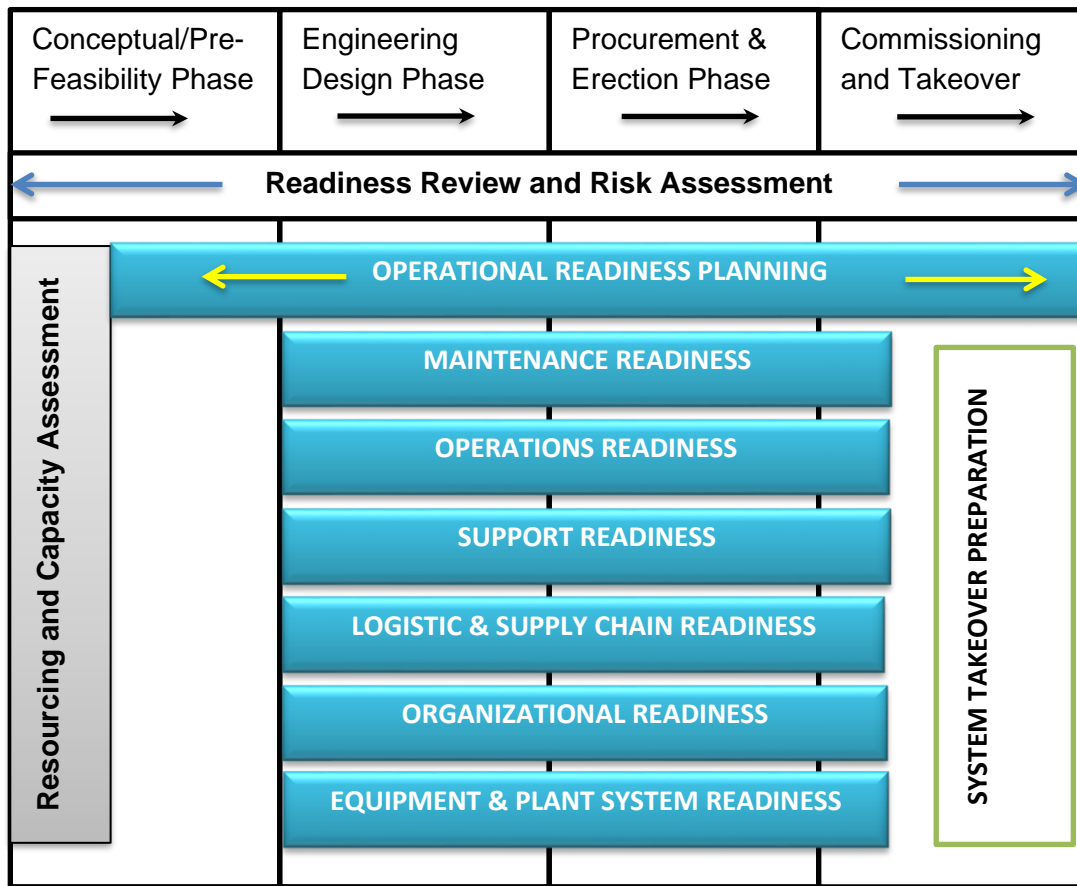 Conceptual/Pre-
Feasibility Phase
Engineering
Design Phase
Procurement &
Erection Phase
Commissioning
and Takeover
Readiness Review and Risk Assessment
Resourcing and Capacity Assessment
OPERATIONAL READINESS PLANNING
MAINTENANCE READINESS
OPERATIONS READINESS
SUPPORT READINESS
LOGISTIC & SUPPLY CHAIN READINESS
ORGANIZATIONAL READINESS
EQUIPMENT & PLANT SYSTEM READINESS
SYSTEM TAKEOVER PREPARATION